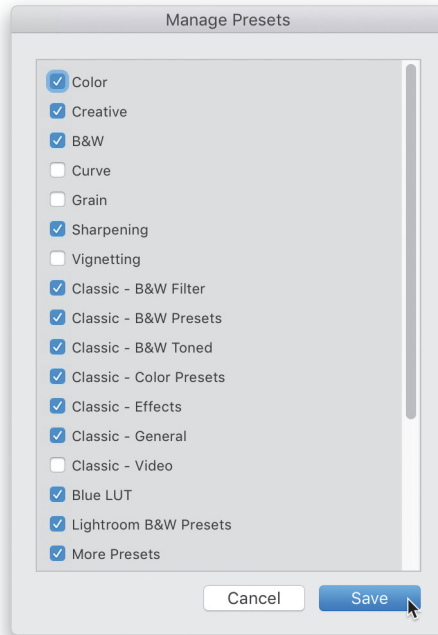 Manage Presets
Color
Creative
B&W
Curve
Grain
Sharpening
Vignetting
Classic - B&W Filter
Classic - B&W Presets
Classic - B&W Toned
Classic - Color Presets
Classic - Effects
Classic - General
Classic - Video
Blue LUT
Lightroom B&W Presets
More Presets
Cancel
Save